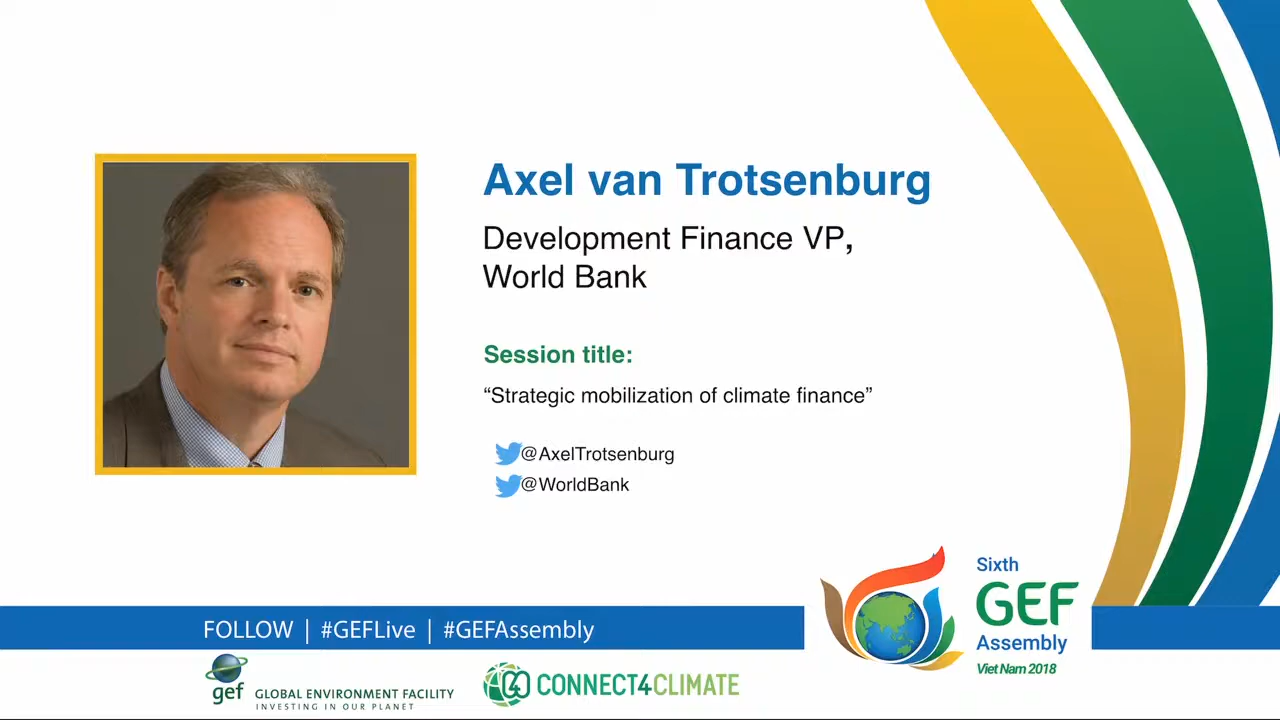 Axel van Trotsenburg
Development Finance VP,
World Bank
Session title:
“Strategic mobilization of climate finance”
@AxelTrotsenburg
@WorldBank
Sixth
GEF
Assembly
Viet Nam 2018
FOLLOW | #GEFLive | #GEFAssembly
gef GLOBAL ENVIRONMENT FACILITY
INVESTING IN OUR PLANET
C4C CONNECT4CLIMATE